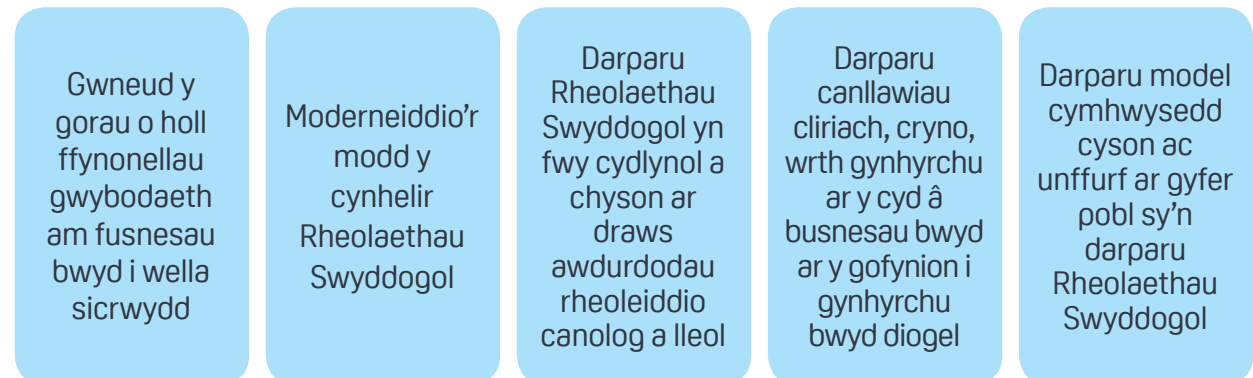 Gwneud y
gorau o holl
ffynonellau
gwybodaeth
am fusnesau
bwyd i wella
sicrwydd
Moderneiddio’r
modd y
cynhelir
Rheolaethau
Swyddogol
Darparu
Rheolaethau
Swyddogol yn
fwy cydlynol a
chyson ar
draws
awdurdodau
rheoleiddio
canolog a lleol
Darparu
canllawiau
cliriach, cryno,
wrth gynhyrchu
ar y cyd â
busnesau bwyd
ar y gofynion i
gynhyrchu
bwyd diogel
Darparu model
cymhwysedd
cyson ac
unffurf ar gyfer
pobl sy’n
darparu
Rheolaethau
Swyddogol